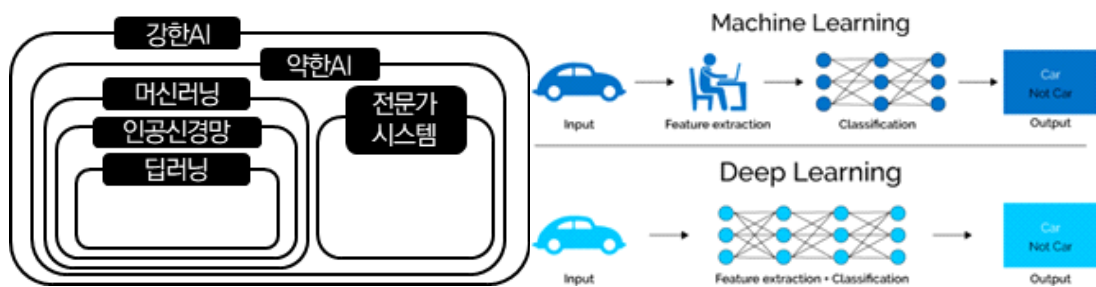 강한AI
약한AI
머신러닝
전문가
시스템
인공신경망
딥러닝
Machine Learning
Car
Not Car
Input
Feature extraction
Classification
Output
Deep Learning
Car
Not Car
Input
Feature extraction + Classification
Output